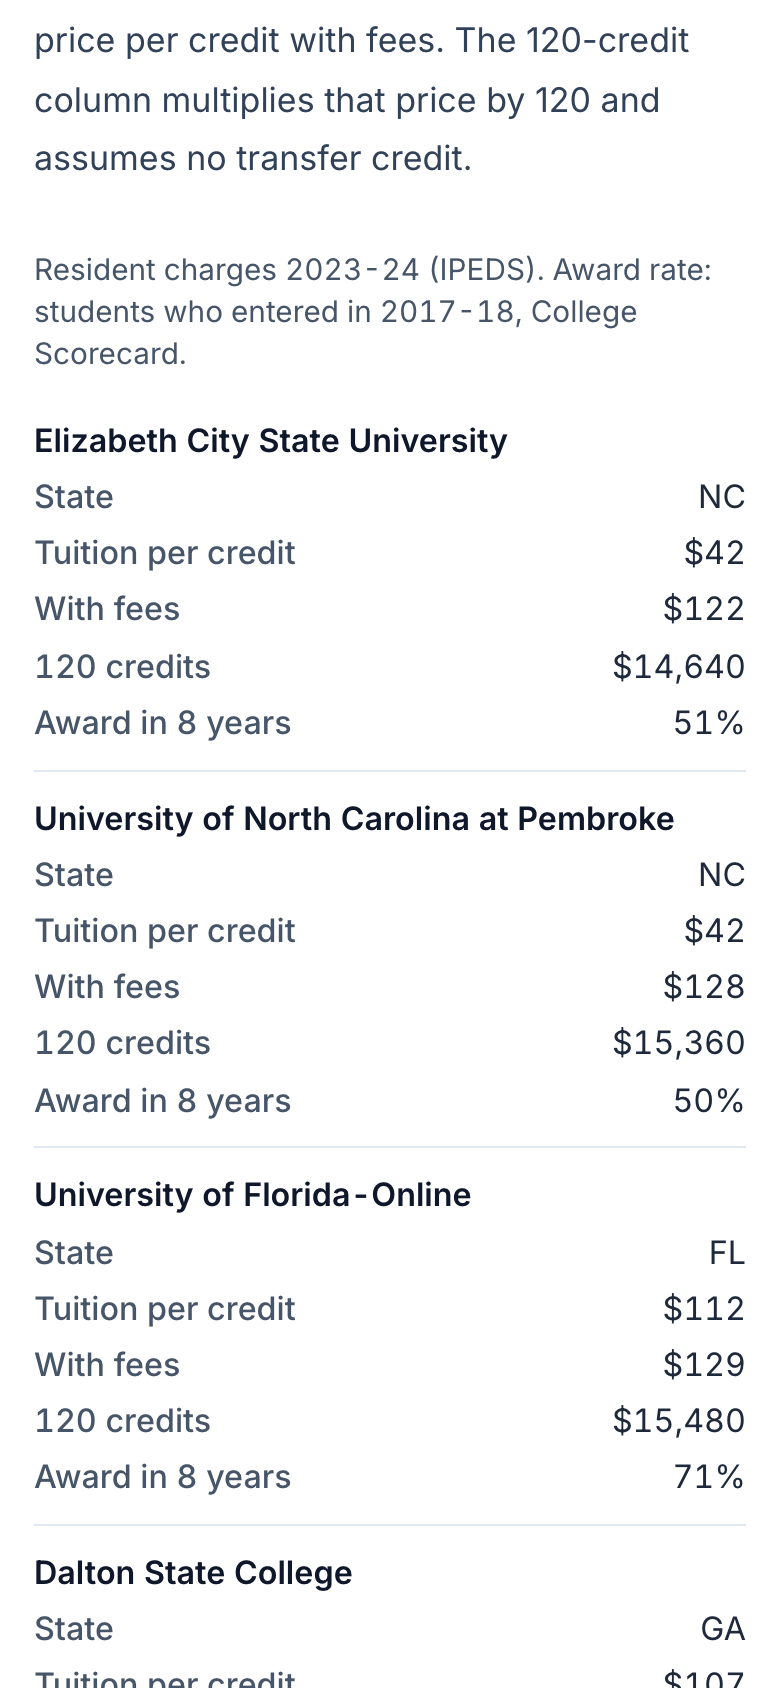 price per credit with fees. The 120-credit
column multiplies that price by 120 and
assumes no transfer credit.
Resident charges 2023-24 (IPEDS). Award rate:
students who entered in 2017-18, College
Scorecard.
Elizabeth City State University
State NC
Tuition per credit $42
With fees $122
120 credits $14,640
Award in 8 years 51%
University of North Carolina at Pembroke
State NC
Tuition per credit $42
With fees $128
120 credits $15,360
Award in 8 years 50%
University of Florida-Online
State FL
Tuition per credit $112
With fees $129
120 credits $15,480
Award in 8 years 71%
Dalton State College
State GA
Tuition per credit $107